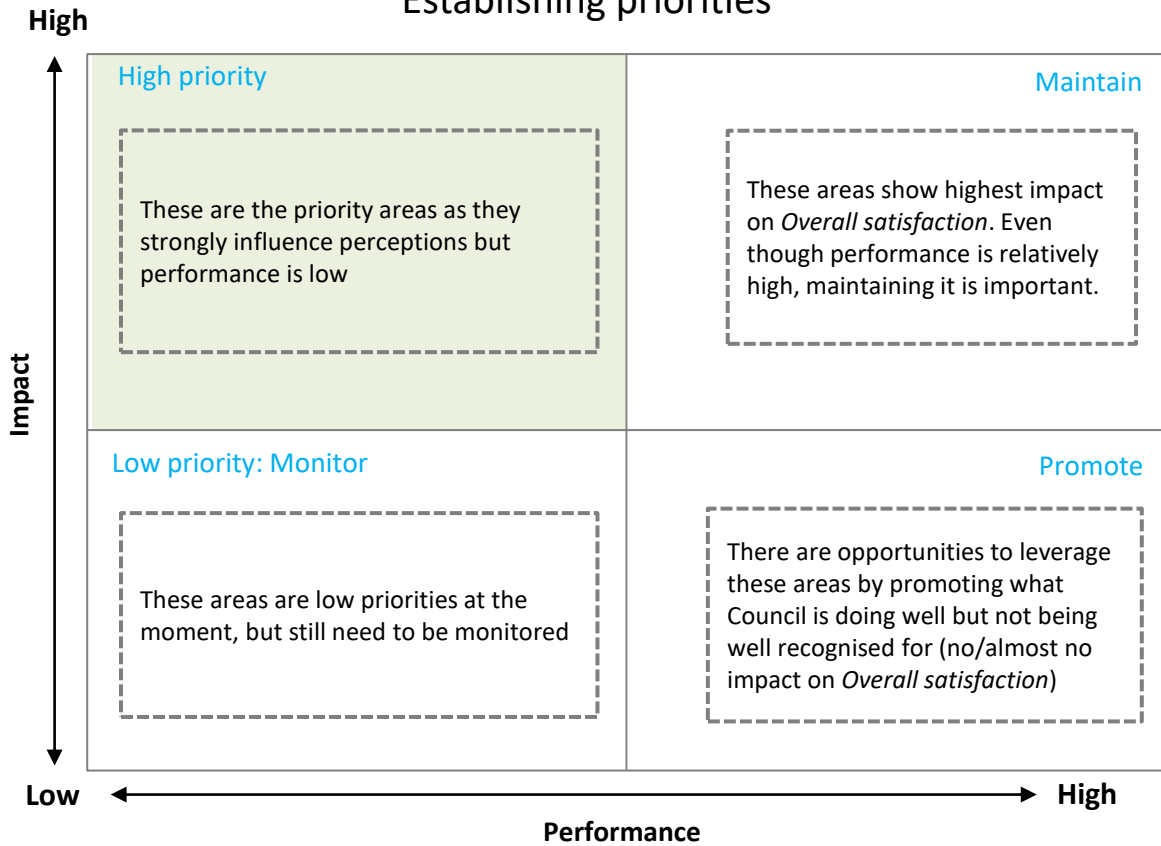 Establishing priorities
High
High priority
Maintain
These are the priority areas as they
strongly influence perceptions but
performance is low
These areas show highest impact
on Overall satisfaction. Even
though performance is relatively
high, maintaining it is important.
Impact
Low priority: Monitor
Promote
These areas are low priorities at the
moment, but still need to be monitored
There are opportunities to leverage
these areas by promoting what
Council is doing well but not being
well recognised for (no/almost no
impact on Overall satisfaction)
Low
High
Performance